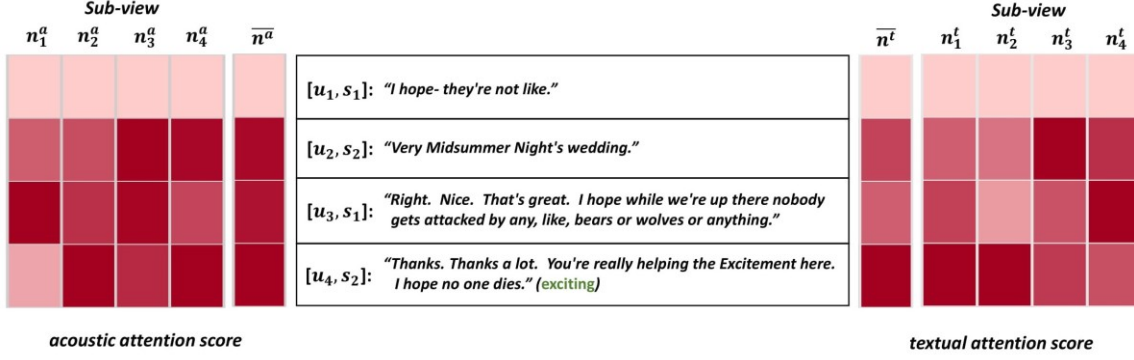 Sub-view
n₁ᵃ n₂ᵃ n₃ᵃ n₄ᵃ n̅ᵃ
Sub-view
n̅ᵗ n₁ᵗ n₂ᵗ n₃ᵗ n₄ᵗ
[u₁, s₁]: “I hope- they're not like.”
[u₂, s₂]: “Very Midsummer Night's wedding.”
[u₃, s₁]: “Right. Nice. That's great. I hope while we're up there nobody
gets attacked by any, like, bears or wolves or anything.”
[u₄, s₂]: “Thanks. Thanks a lot. You're really helping the Excitement here.
I hope no one dies.” (exciting)
acoustic attention score
textual attention score